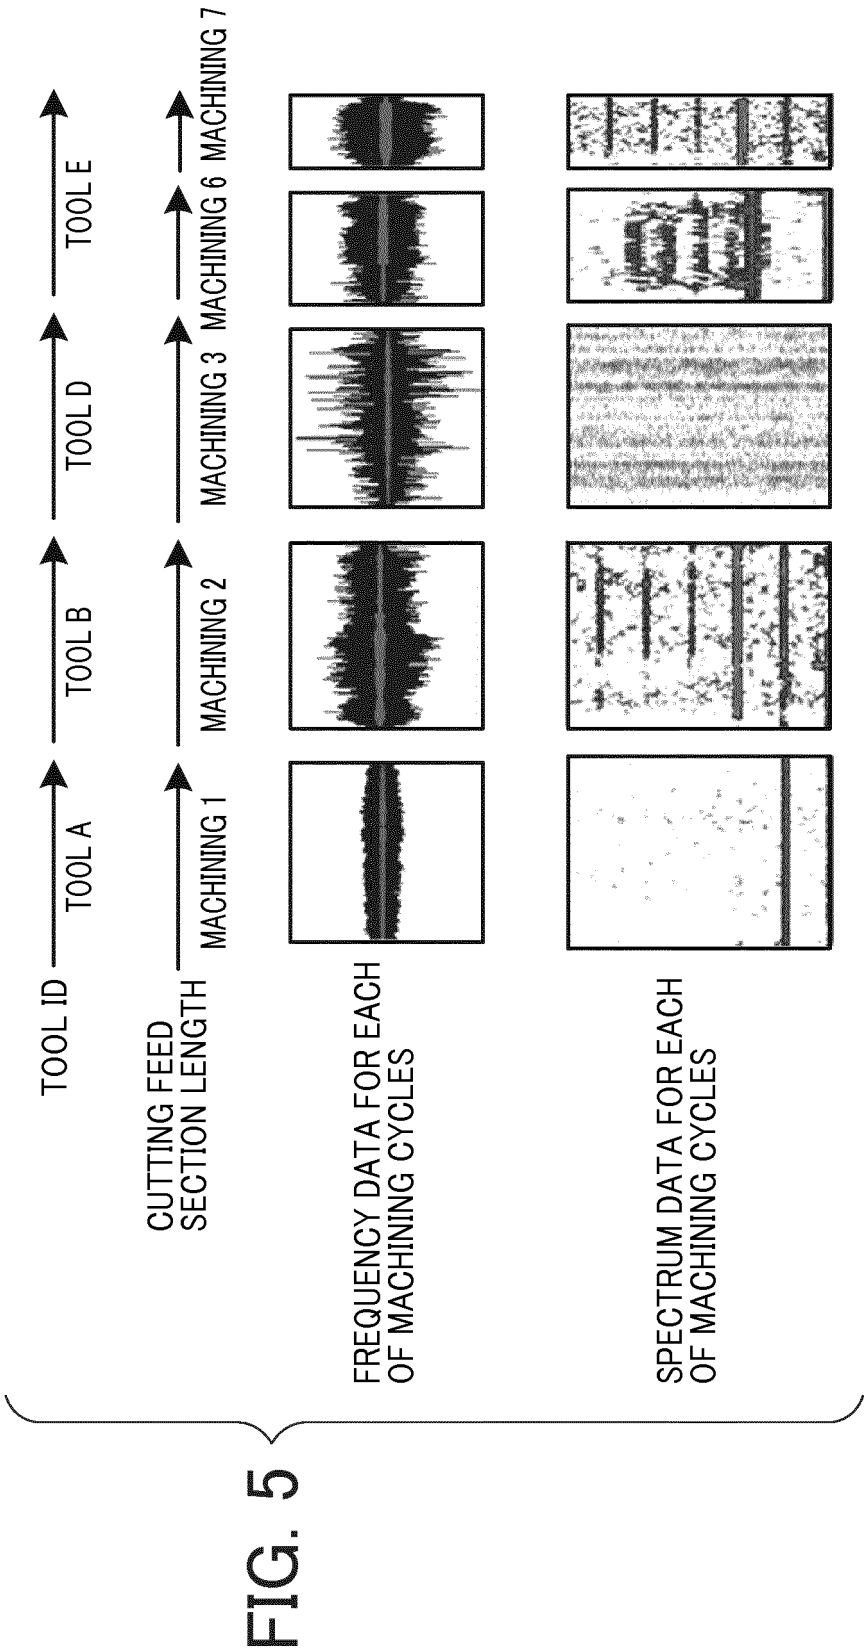 FIG. 5
TOOL ID
TOOL A
TOOL B
TOOL D
TOOL E
CUTTING FEED
SECTION LENGTH
MACHINING 1
MACHINING 2
MACHINING 3
MACHINING 6
MACHINING 7
FREQUENCY DATA FOR EACH
OF MACHINING CYCLES
SPECTRUM DATA FOR EACH
OF MACHINING CYCLES